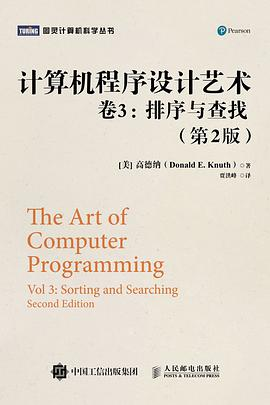 TURING 图灵计算机科学丛书
Pearson
计算机程序设计艺术
卷3：排序与查找
（第2版）
[美] 高德纳（Donald E. Knuth）著
贾洪峰 译
The Art of
Computer
Programming
Vol 3: Sorting and Searching
Second Edition
中国工信出版集团
人民邮电出版社
POSTS & TELECOM PRESS